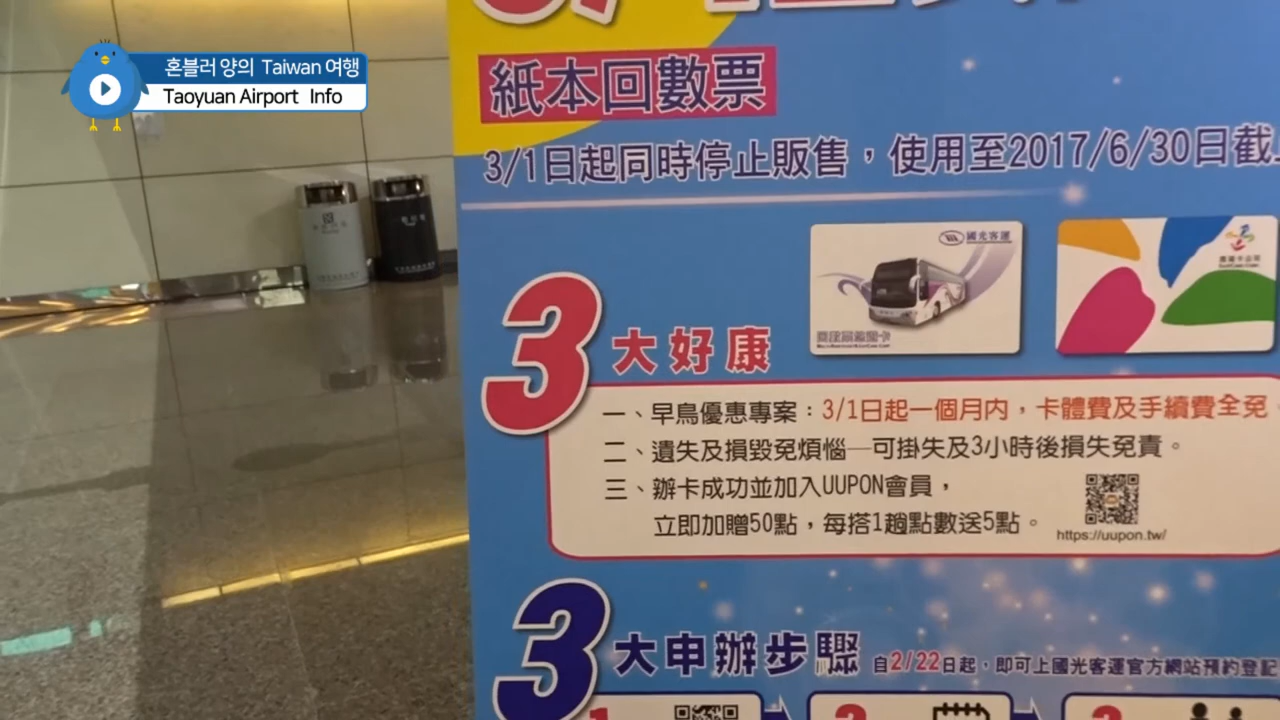 혼블러 양의 Taiwan 여행
Taoyuan Airport Info
紙本回數票
3/1日起同時停止販售，使用至2017/6/30日截
國光客運
3大好康
一、早鳥優惠專案：3/1日起一個月内，卡體費及手續費全免
二、遺失及損毀免煩惱─可掛失及3小時後損失免責。
三、辦卡成功並加入UUPON會員，
立即加贈50點，每搭1趟點數送5點。
https://uupon.tw/
3大申辦步驟 自2/22日起，即可上國光客運官方網站預約登記
1
2
3